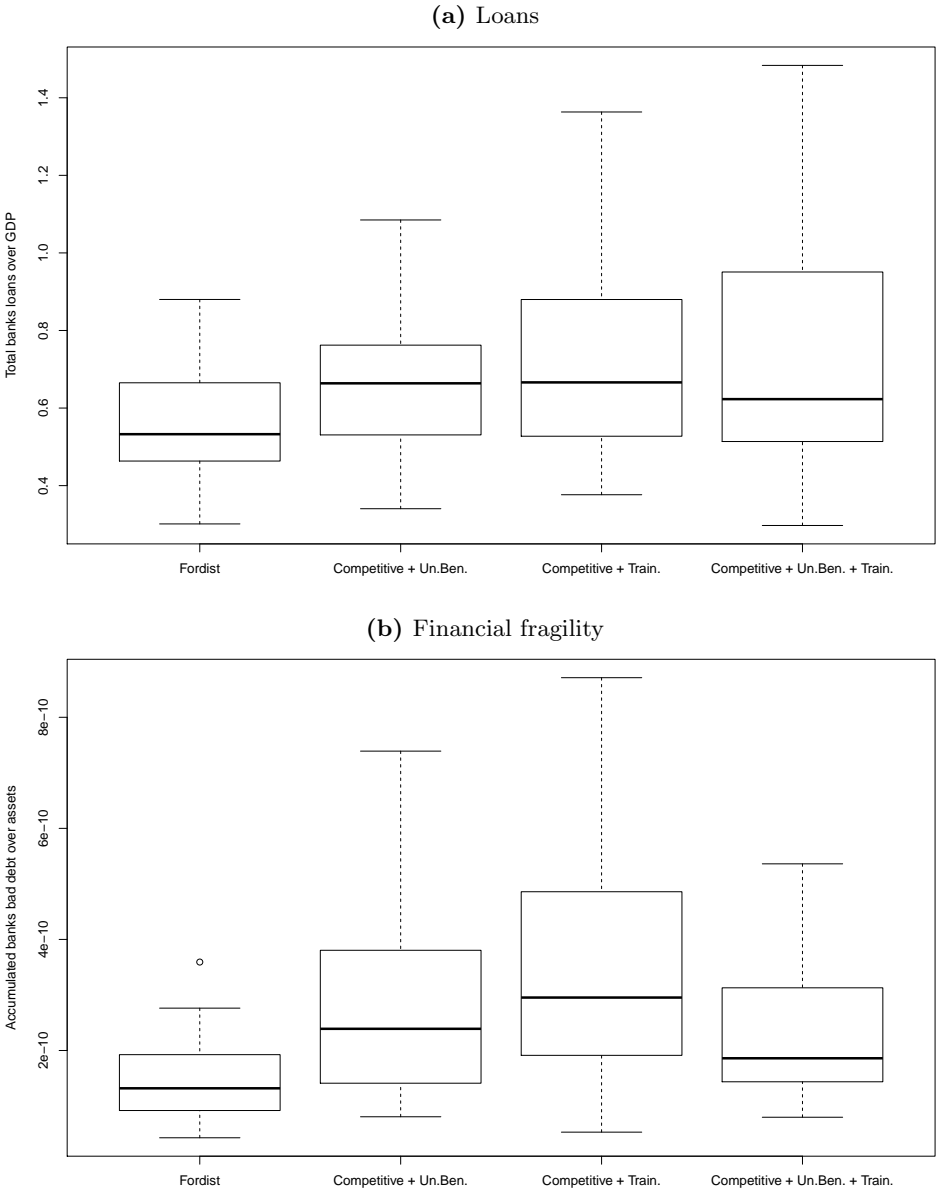 (a) Loans
Total banks loans over GDP
1.4
1.2
1.0
0.8
0.6
0.4
Fordist
Competitive + Un.Ben.
Competitive + Train.
Competitive + Un.Ben. + Train.
(b) Financial fragility
Accumulated banks bad debt over assets
8e−10
6e−10
4e−10
2e−10
Fordist
Competitive + Un.Ben.
Competitive + Train.
Competitive + Un.Ben. + Train.